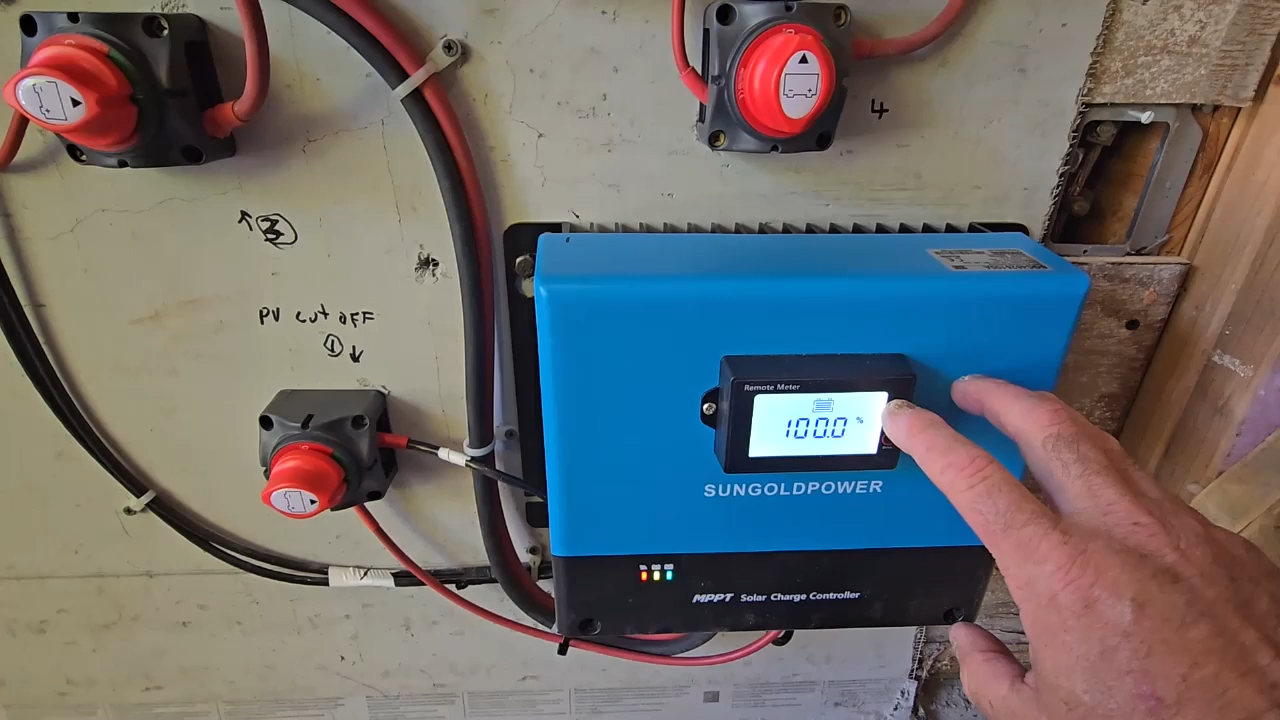 4
↑ 3
PV cut off
1 ↓
Remote Meter
100.0 %
SUNGOLDPOWER
MPPT Solar Charge Controller